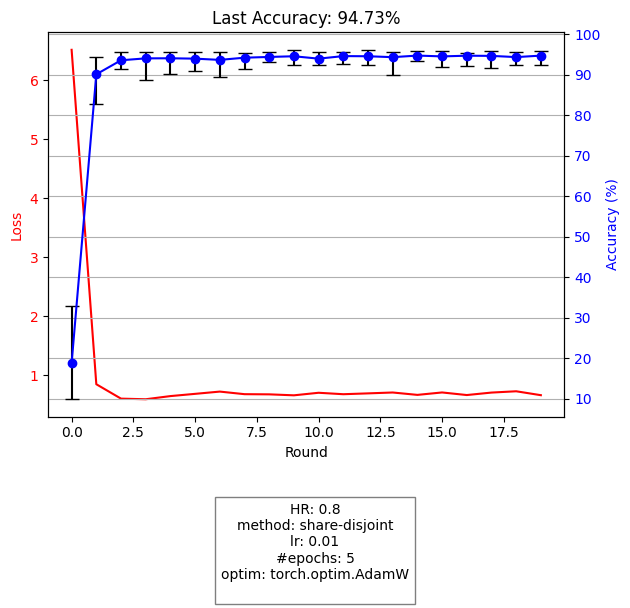 Last Accuracy: 94.73%
6
5
4
3
2
1
Loss
100
90
80
70
60
50
40
30
20
10
Accuracy (%)
0.0 2.5 5.0 7.5 10.0 12.5 15.0 17.5
Round
HR: 0.8
method: share-disjoint
lr: 0.01
#epochs: 5
optim: torch.optim.AdamW